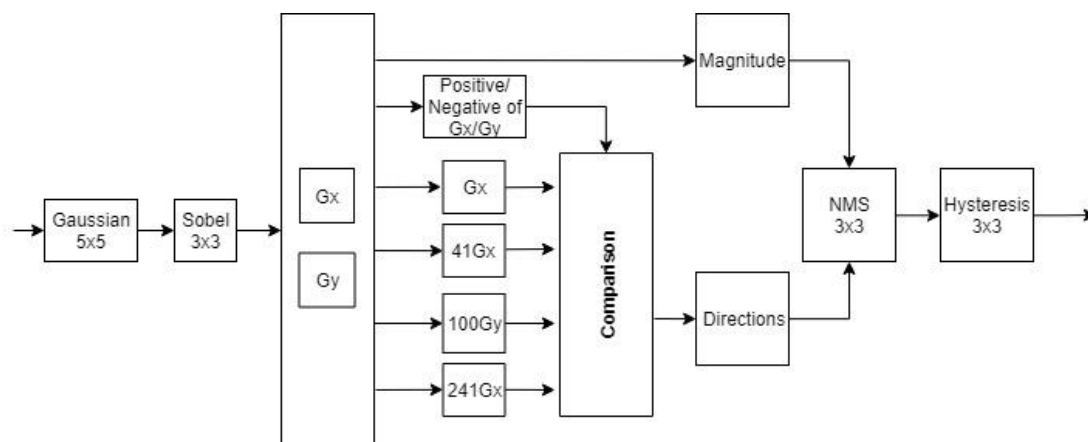 Gaussian
5x5
Sobel
3x3
Gx
Gy
Positive/
Negative of
Gx/Gy
Gx
41Gx
100Gy
241Gx
Comparison
Magnitude
Directions
NMS
3x3
Hysteresis
3x3